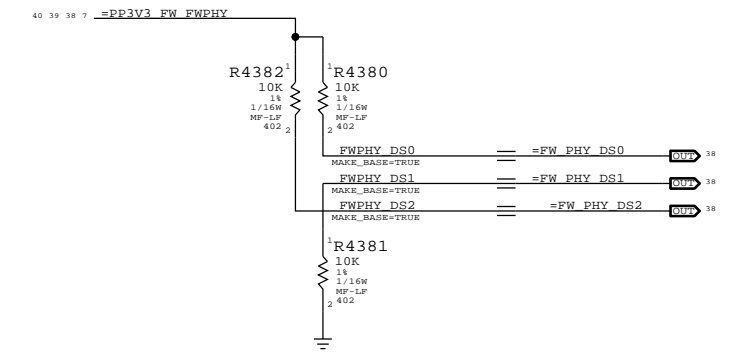 40 39 38 7 =PP3V3_FW_FWPHY
R4382 1
10K
1%
1/16W
MF-LF
402 2
1 R4380
10K
1%
1/16W
MF-LF
2 402
FWPHY_DS0 =FW_PHY_DS0 OUT 38
MAKE_BASE=TRUE
FWPHY_DS1 =FW_PHY_DS1 OUT 38
MAKE_BASE=TRUE
FWPHY_DS2 =FW_PHY_DS2 OUT 38
MAKE_BASE=TRUE
1 R4381
10K
1%
1/16W
MF-LF
2 402